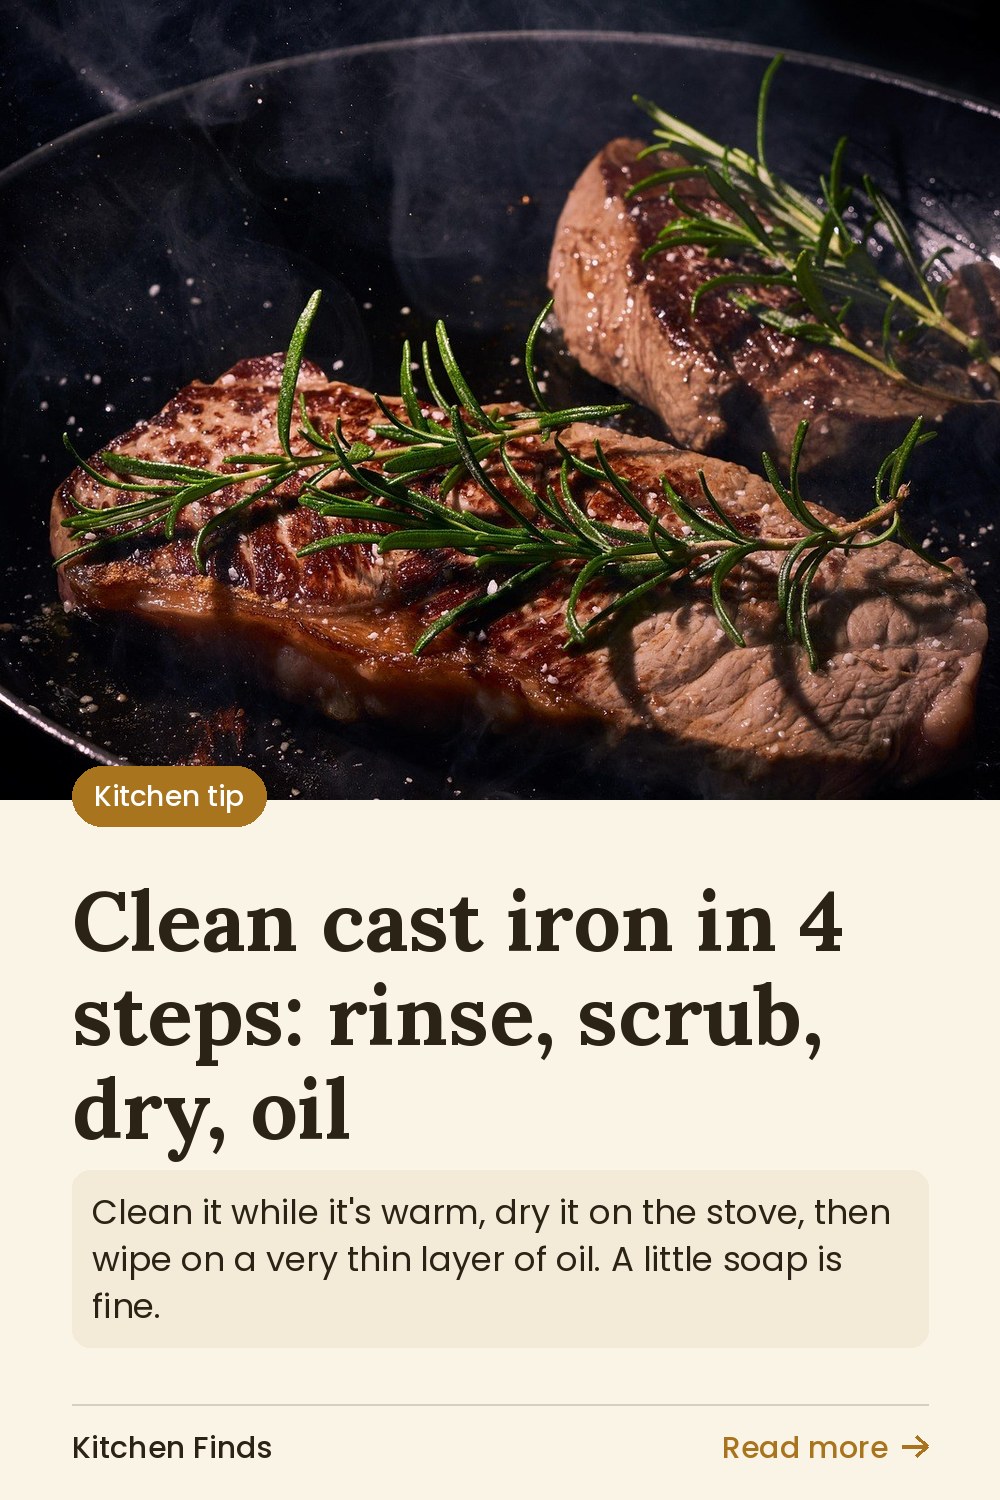 Kitchen tip
Clean cast iron in 4
steps: rinse, scrub,
dry, oil
Clean it while it's warm, dry it on the stove, then
wipe on a very thin layer of oil. A little soap is
fine.
Kitchen Finds
Read more →